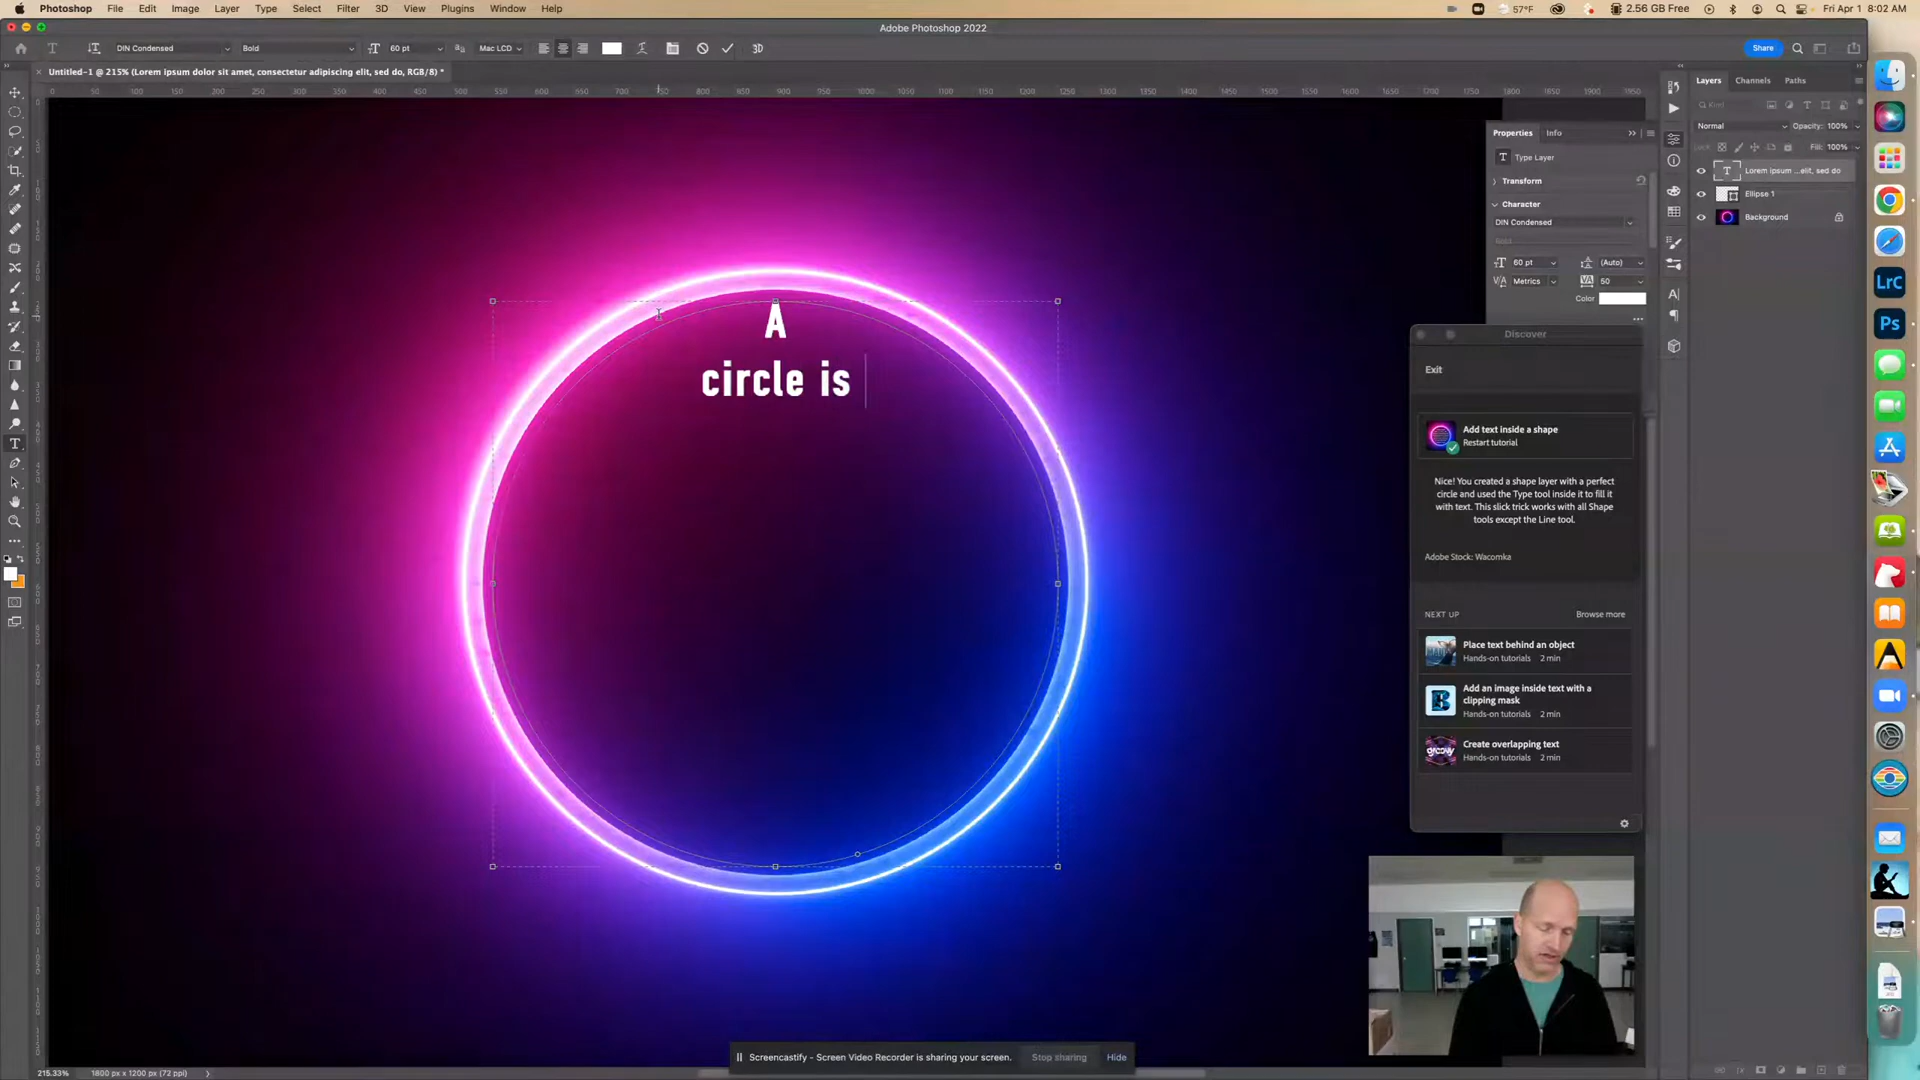 Photoshop File Edit Image Layer Type Select Filter 3D View Plugins Window Help 57°F 2.56 GB Free Fri Apr 1 8:02 AM
Adobe Photoshop 2022
DIN Condensed Bold 60 pt Mac LCD 3D Share
Untitled-1 @ 215% (Lorem ipsum dolor sit amet, consectetur adipiscing elit, sed do, RGB/8) *
Layers Channels Paths
Normal Opacity: 100%
Fill: 100%
Lorem ipsum ...elit, sed do
Ellipse 1
Background
Properties Info
Type Layer
Transform
Character
DIN Condensed
60 pt (Auto)
Metrics 50
Color
A
circle is
Discover
Exit
Add text inside a shape
Restart tutorial
Nice! You created a shape layer with a perfect
circle and used the Type tool inside it to fill it
with text. This slick trick works with all Shape
tools except the Line tool.
Adobe Stock: Wacomka
NEXT UP Browse more
Place text behind an object
Hands-on tutorials 2 min
Add an image inside text with a
clipping mask
Hands-on tutorials 2 min
Create overlapping text
Hands-on tutorials 2 min
LrC
Ps
Screencastify - Screen Video Recorder is sharing your screen. Stop sharing Hide
215.33% 1800 px x 1200 px (72 ppi)